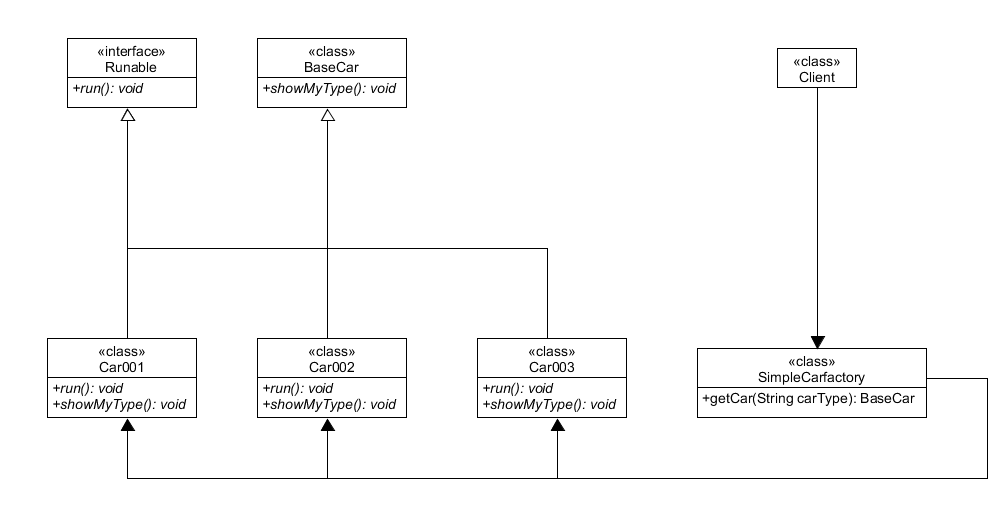 «interface»
Runable
+run(): void
«class»
BaseCar
+showMyType(): void
«class»
Client
«class»
Car001
+run(): void
+showMyType(): void
«class»
Car002
+run(): void
+showMyType(): void
«class»
Car003
+run(): void
+showMyType(): void
«class»
SimpleCarfactory
+getCar(String carType): BaseCar